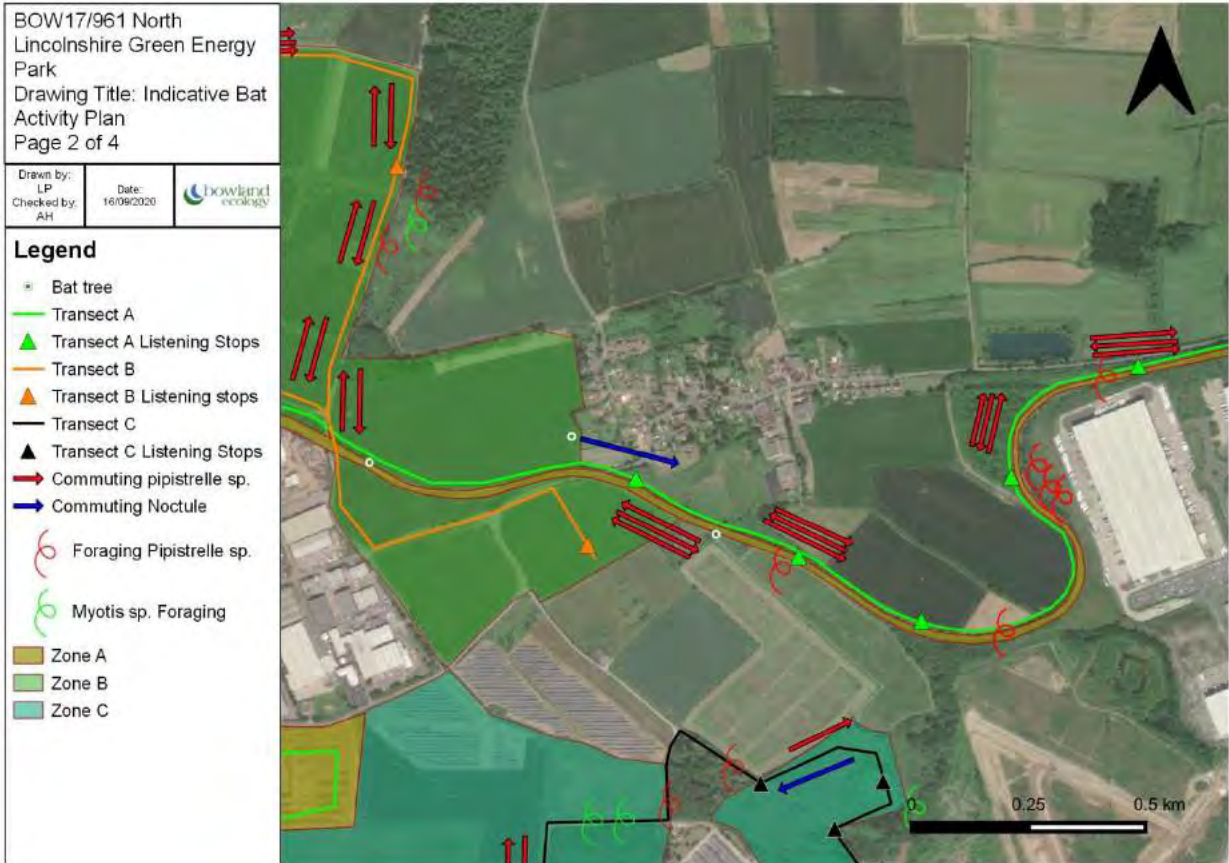 BOW17/961 North
Lincolnshire Green Energy
Park
Drawing Title: Indicative Bat
Activity Plan
Page 2 of 4
Drawn by:
LP
Checked by:
AH
Date:
16/09/2020
bowland
ecology
Legend
Bat tree
Transect A
Transect A Listening Stops
Transect B
Transect B Listening stops
Transect C
Transect C Listening Stops
Commuting pipistrelle sp.
Commuting Noctule
Foraging Pipistrelle sp.
Myotis sp. Foraging
Zone A
Zone B
Zone C
0 0.25 0.5 km